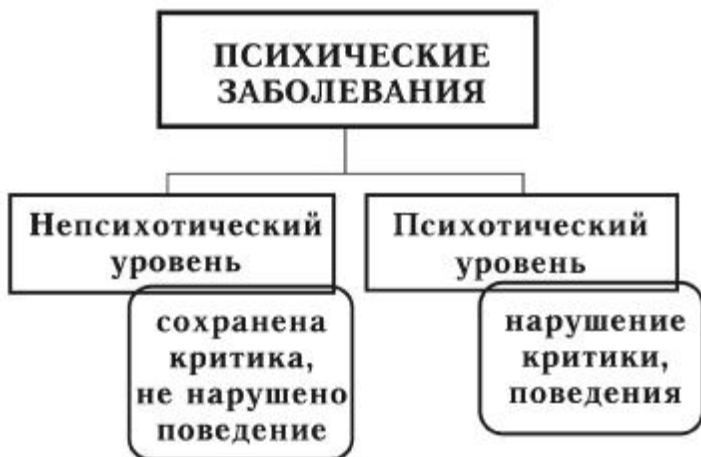 ПСИХИЧЕСКИЕ
ЗАБОЛЕВАНИЯ
Непсихотический
уровень
сохранена
критика,
не нарушено
поведение
Психотический
уровень
нарушение
критики,
поведения